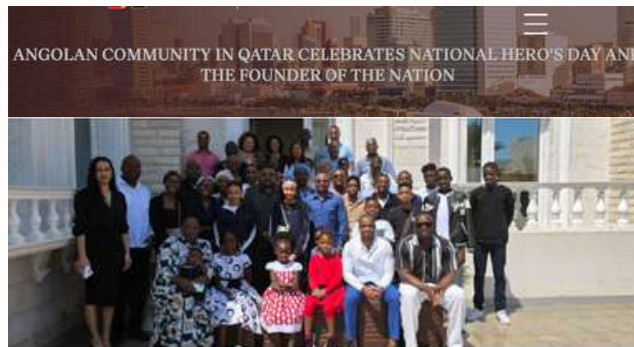 ANGOLAN COMMUNITY IN QATAR CELEBRATES NATIONAL HERO'S DAY AND
THE FOUNDER OF THE NATION